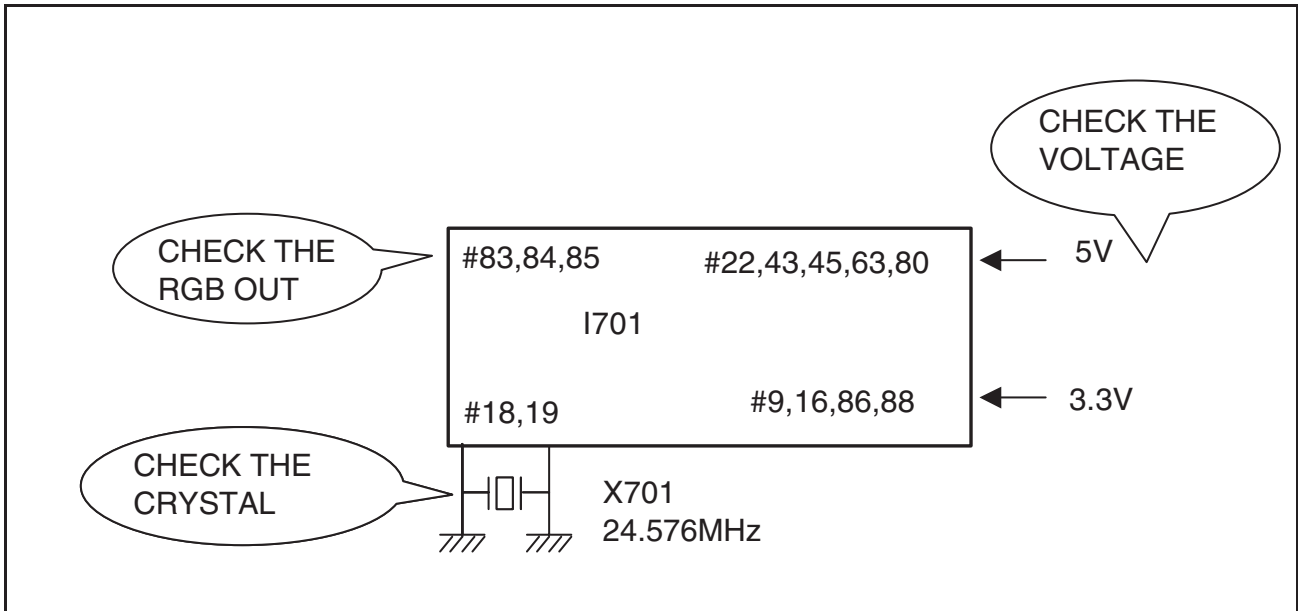 CHECK THE
VOLTAGE
CHECK THE
RGB OUT
#83,84,85
#22,43,45,63,80
5V
I701
#9,16,86,88
3.3V
#18,19
CHECK THE
CRYSTAL
X701
24.576MHz